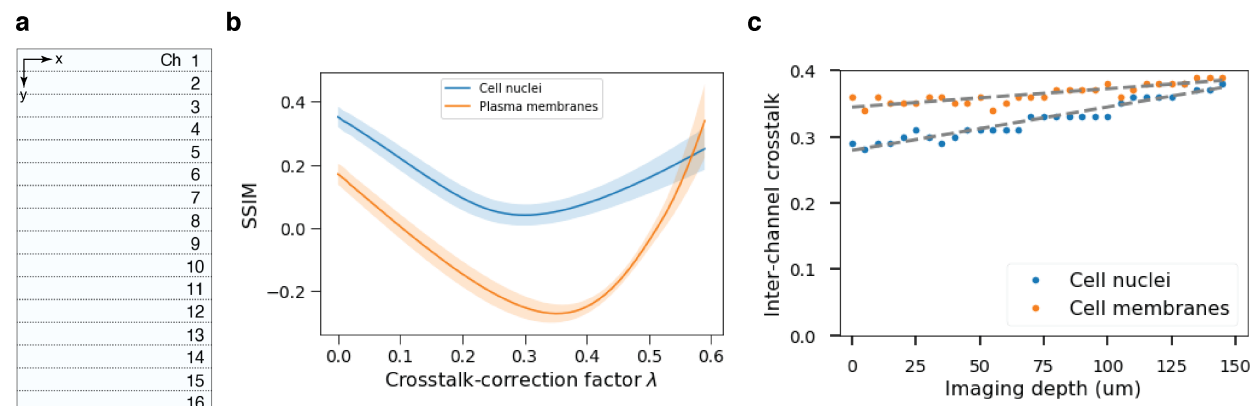 a
x
y
Ch 1
2
3
4
5
6
7
8
9
10
11
12
13
14
15
16
b
SSIM
0.4
0.2
0.0
−0.2
Cell nuclei
Plasma membranes
0.0 0.1 0.2 0.3 0.4 0.5 0.6
Crosstalk-correction factor λ
c
Inter-channel crosstalk
0.4
0.3
0.2
0.1
0.0
Cell nuclei
Cell membranes
0 25 50 75 100 125 150
Imaging depth (um)